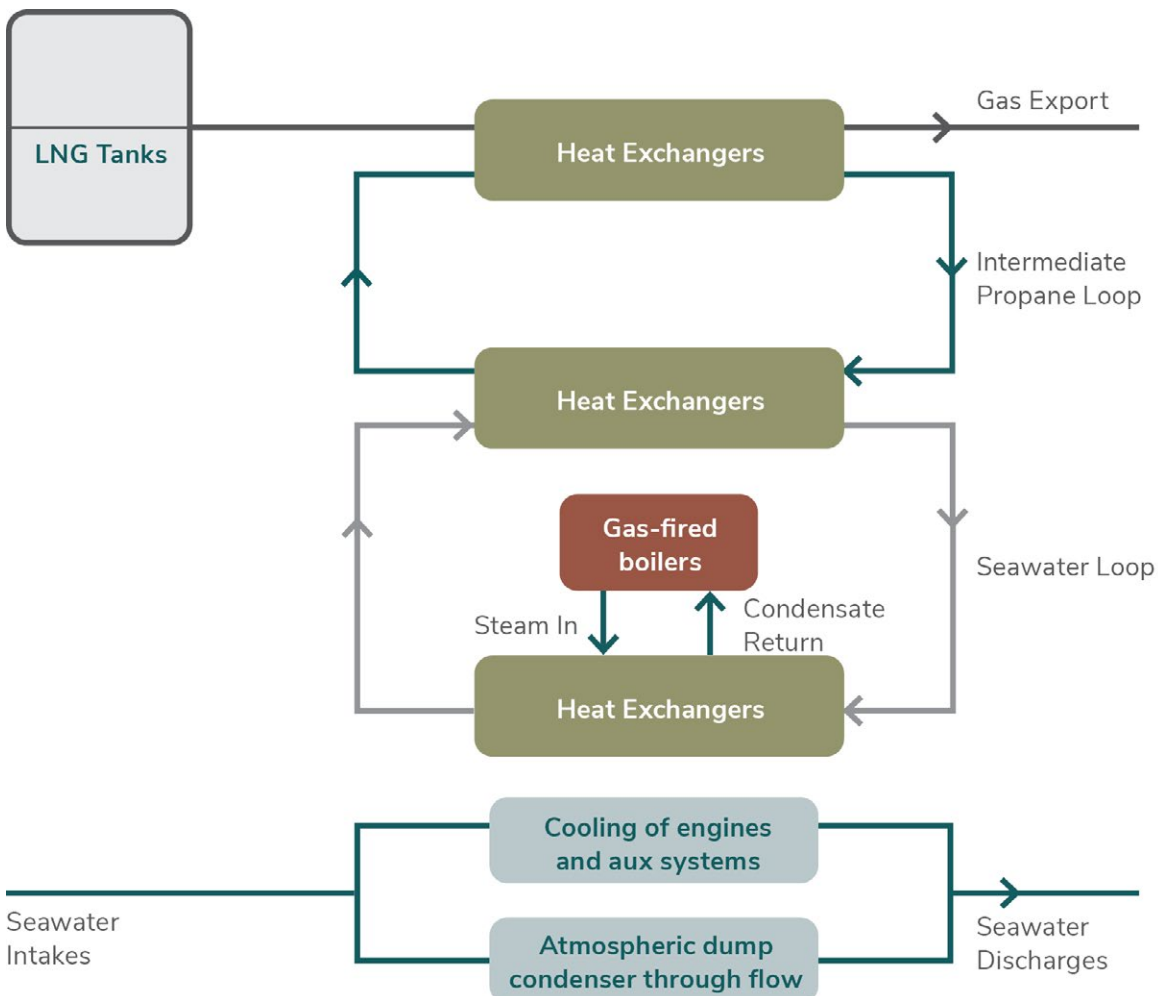 Gas Export
LNG Tanks
Heat Exchangers
Intermediate
Propane Loop
Heat Exchangers
Gas-fired
boilers
Seawater Loop
Steam In
Condensate
Return
Heat Exchangers
Cooling of engines
and aux systems
Seawater
Intakes
Seawater
Discharges
Atmospheric dump
condenser through flow